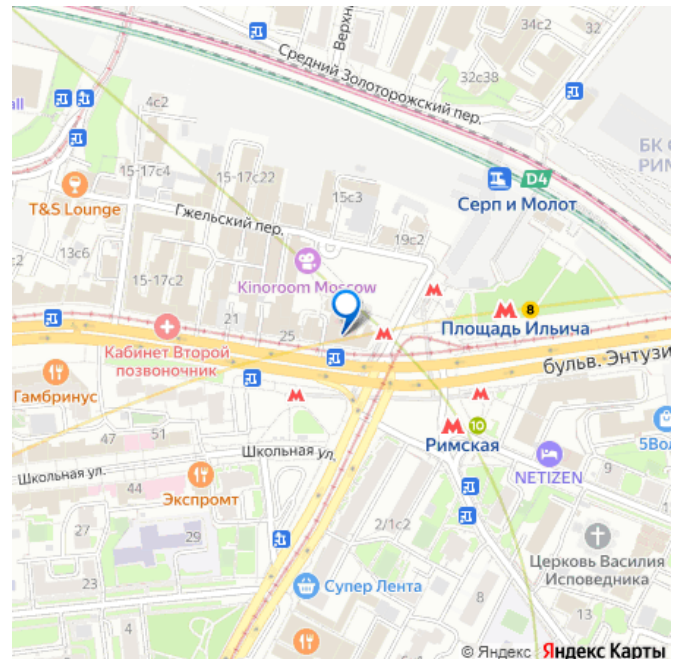 34с2
Верхн
Средний Золоторожский пер.
32с38
all
4с2
БК
РИМ
D4
Серп и Молот
15-17с4
15-17с22
15с3
T&S Lounge
Гжельский пер.
19с2
13с6
Kinoroom Moscow
15-17с2
8
Площадь Ильича
21
25
Кабинет Второй
позвоночник
бульв. Энтузи
Гамбринус
10
Римская
5Вол
47
51
Школьная ул.
Школьная ул.
NETIZEN
9
44
Экспромт
2/1с2
27
29
Церковь Василия
Исповедника
23
Супер Лента
8
13
4
© Яндекс Яндекс Карты